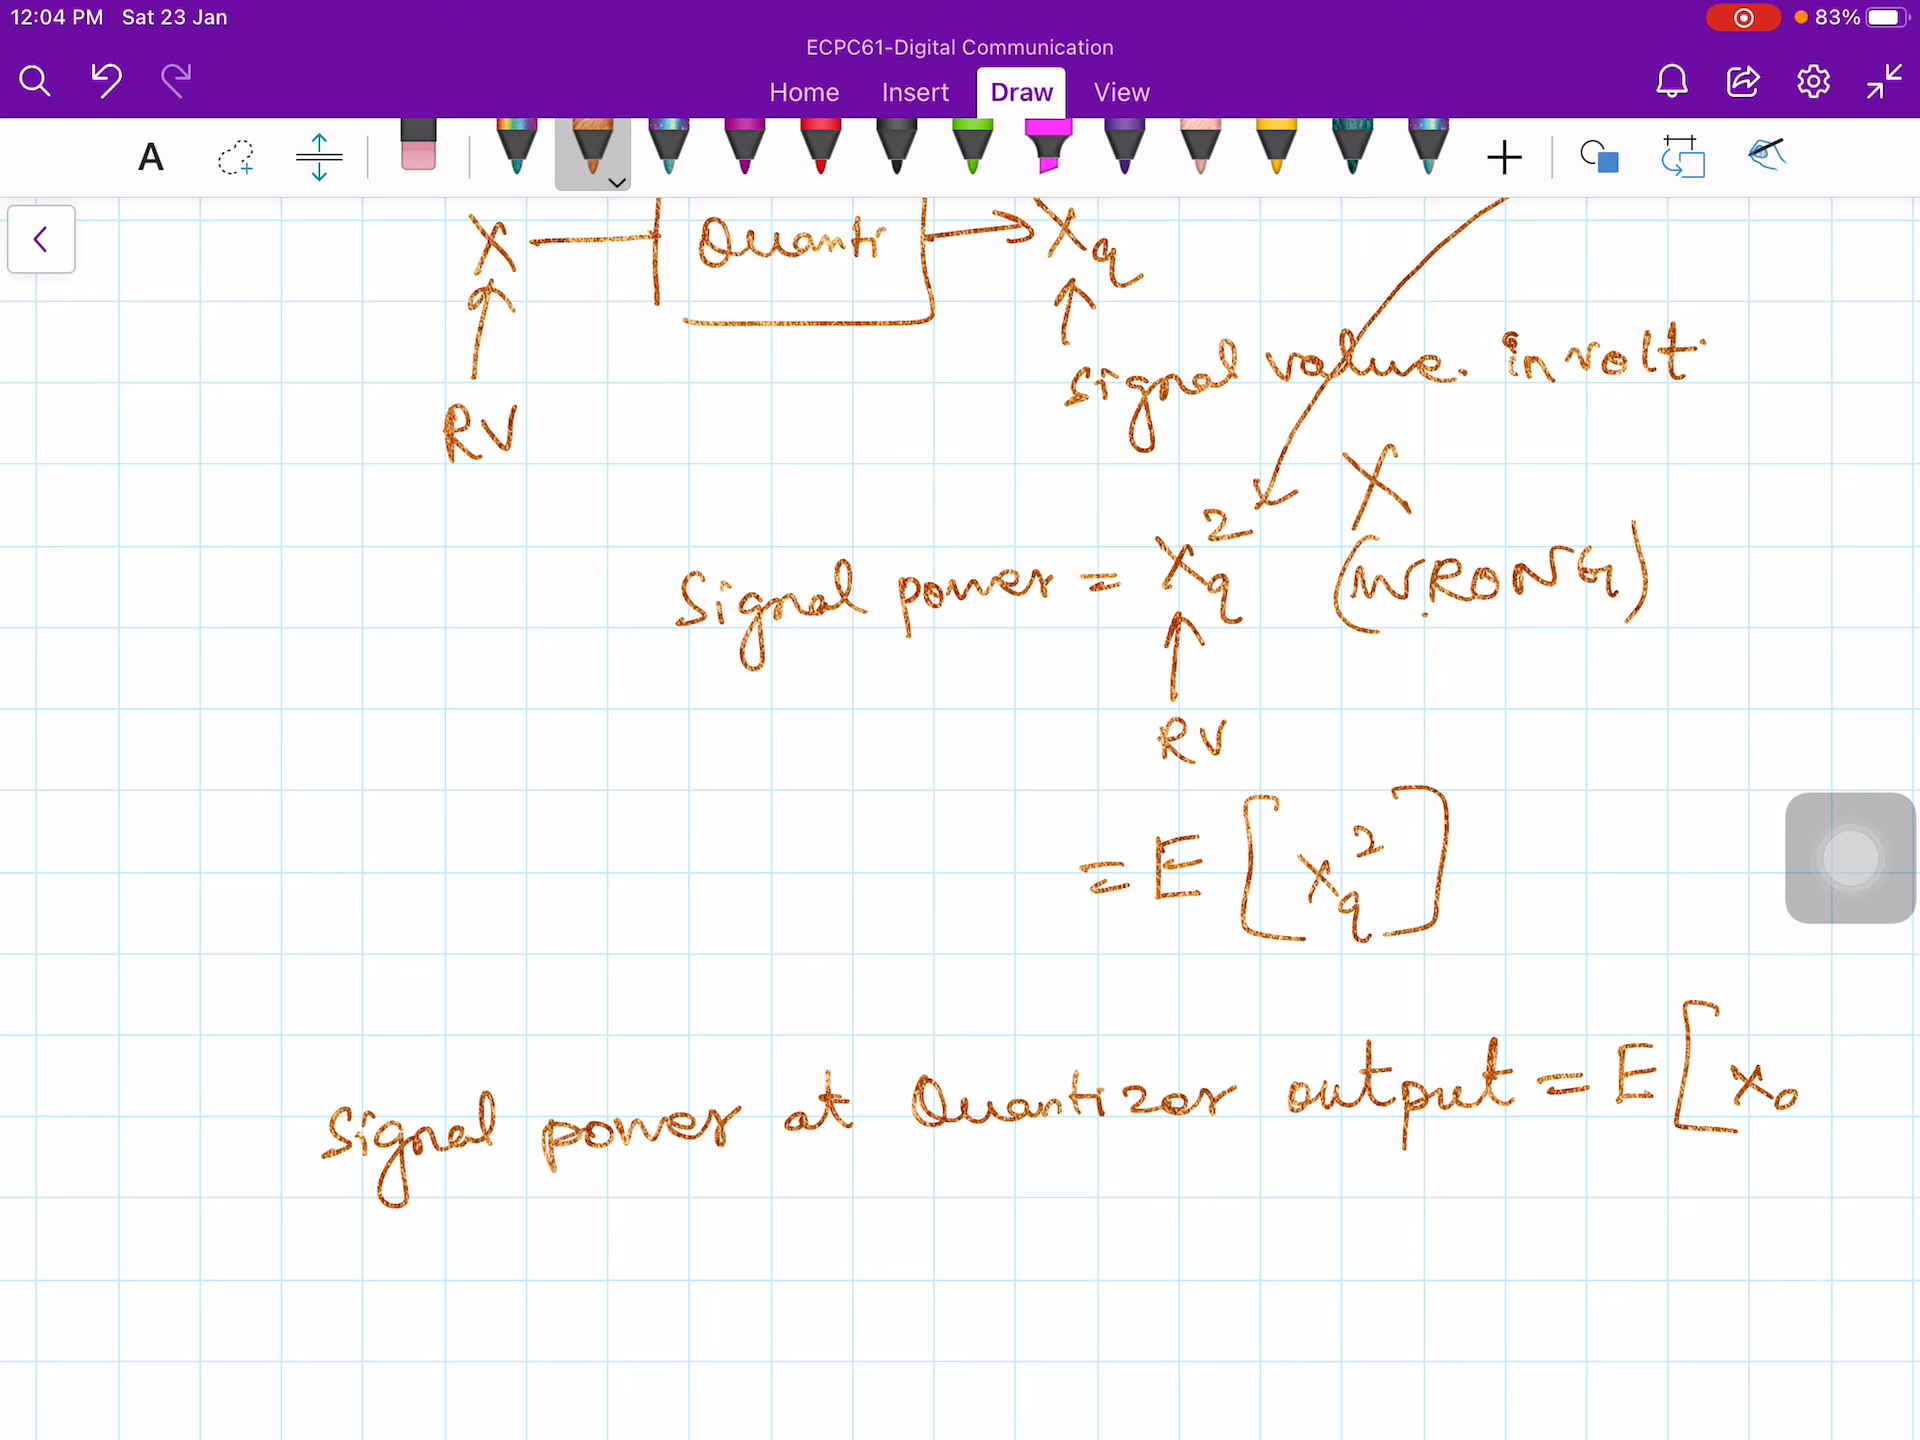 12:04 PM Sat 23 Jan
83%
ECPC61-Digital Communication
Home Insert Draw View
A
X Quanti Xq
signal value. in volt.
RV
X
Signal power = Xq² (WRONG)
RV
= E [xq²]
Signal power at Quantizer output = E [ x